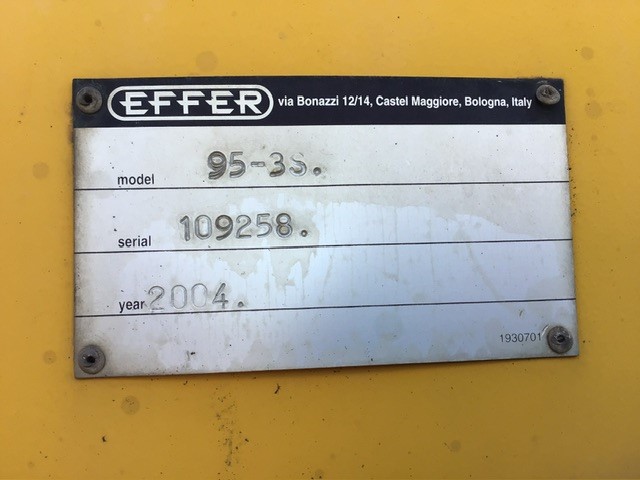 EFFER via Bonazzi 12/14, Castel Maggiore, Bologna, Italy
model 95-3S.
serial 109258.
year 2004.
1930701